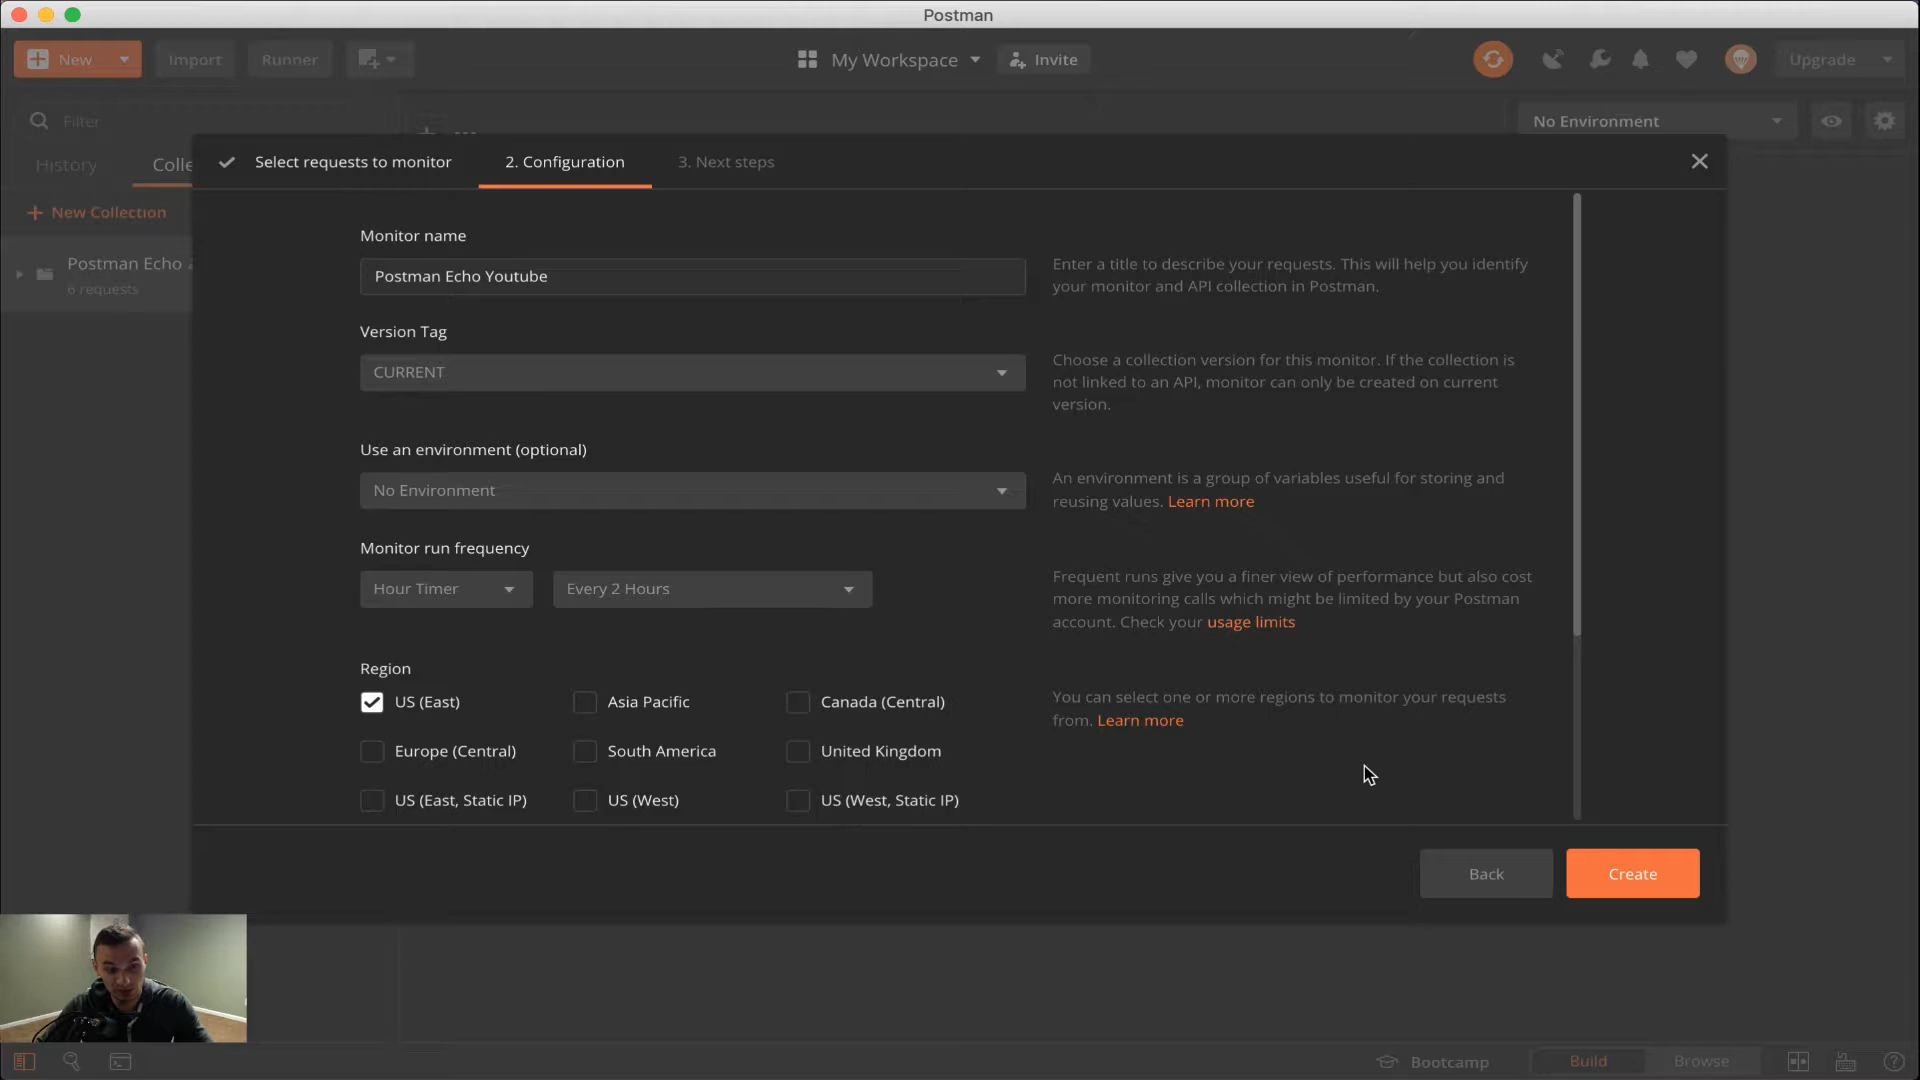 Postman
New
Import
Runner
My Workspace
Invite
Upgrade
Filter
No Environment
History
Colle
Select requests to monitor
2. Configuration
3. Next steps
New Collection
Postman Echo
6 requests
Monitor name
Postman Echo Youtube
Enter a title to describe your requests. This will help you identify
your monitor and API collection in Postman.
Version Tag
CURRENT
Choose a collection version for this monitor. If the collection is
not linked to an API, monitor can only be created on current
version.
Use an environment (optional)
No Environment
An environment is a group of variables useful for storing and
reusing values. Learn more
Monitor run frequency
Hour Timer
Every 2 Hours
Frequent runs give you a finer view of performance but also cost
more monitoring calls which might be limited by your Postman
account. Check your usage limits
Region
US (East)
Asia Pacific
Canada (Central)
You can select one or more regions to monitor your requests
from. Learn more
Europe (Central)
South America
United Kingdom
US (East, Static IP)
US (West)
US (West, Static IP)
Back
Create
Bootcamp
Build
Browse